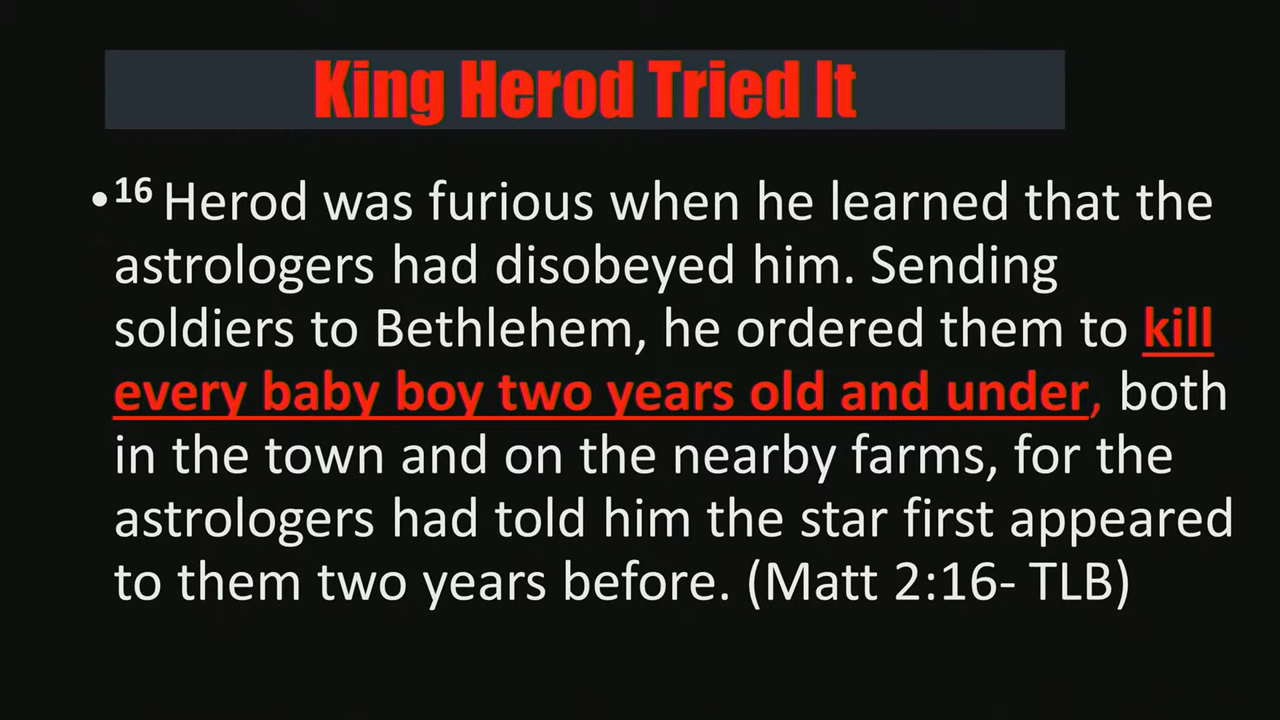 King Herod Tried It
•16 Herod was furious when he learned that the
astrologers had disobeyed him. Sending
soldiers to Bethlehem, he ordered them to kill
every baby boy two years old and under, both
in the town and on the nearby farms, for the
astrologers had told him the star first appeared
to them two years before. (Matt 2:16- TLB)